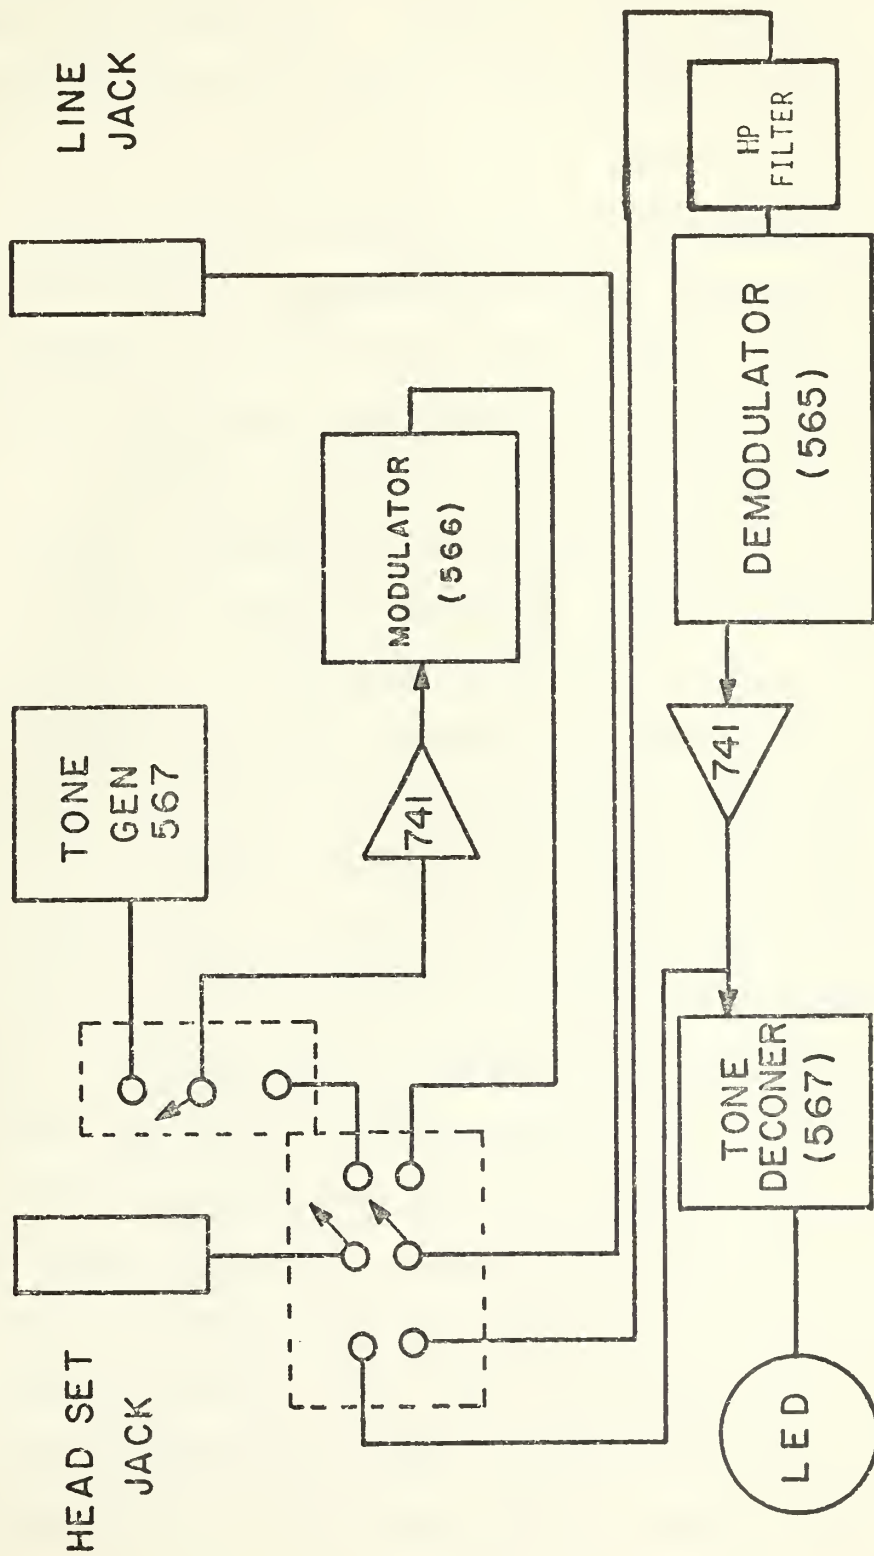 HEAD SET
JACK
LINE
JACK
TONE
GEN
567
741
MODULATOR
(566)
TONE
DECONER
(567)
741
DEMODULATOR
(565)
HP
FILTER
LED